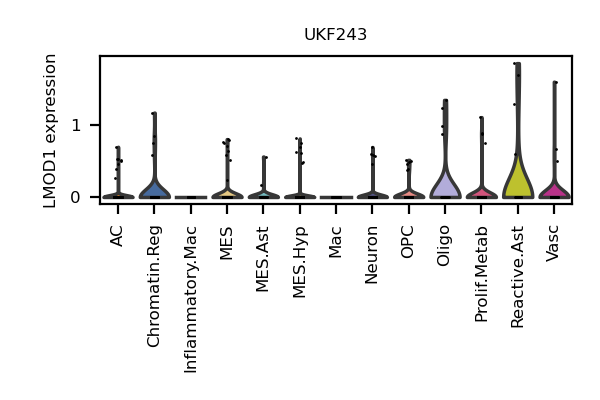 UKF243
LMOD1 expression
1
0
AC
Chromatin.Reg
Inflammatory.Mac
MES
MES.Ast
MES.Hyp
Mac
Neuron
OPC
Oligo
Prolif.Metab
Reactive.Ast
Vasc